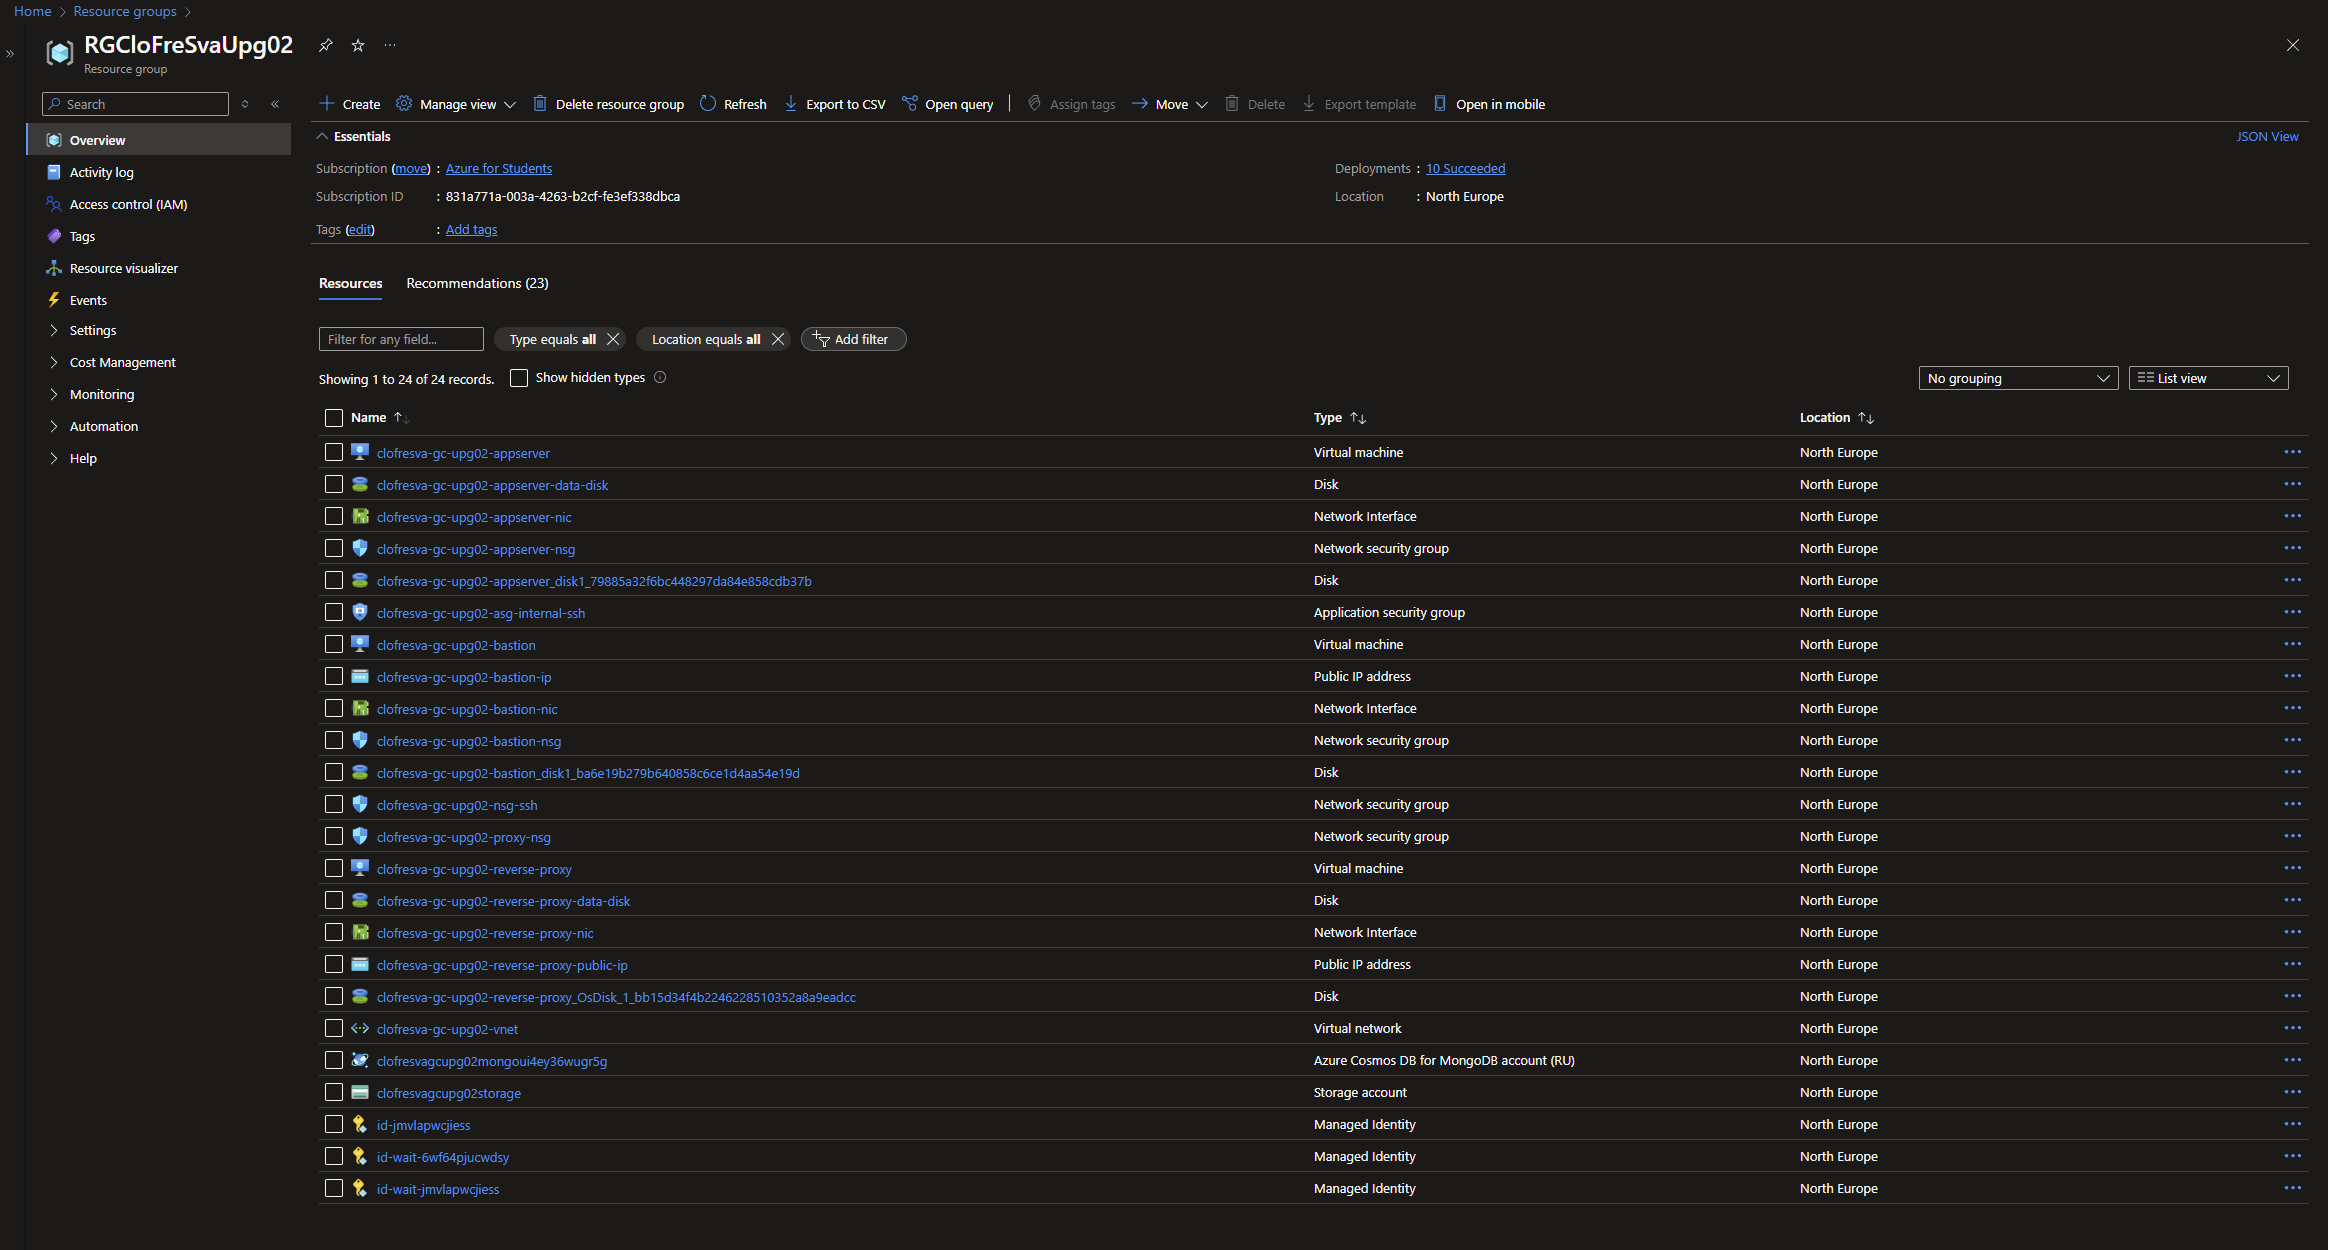 Home > Resource groups >
RGCloFreSvaUpg02
Resource group
Search
Create Manage view Delete resource group Refresh Export to CSV Open query Assign tags Move Delete Export template Open in mobile
Overview
Activity log
Access control (IAM)
Tags
Resource visualizer
Events
Settings
Cost Management
Monitoring
Automation
Help
Essentials JSON View
Subscription (move) : Azure for Students Deployments : 10 Succeeded
Subscription ID : 831a771a-003a-4263-b2cf-fe3ef338dbca Location : North Europe
Tags (edit) : Add tags
Resources Recommendations (23)
Filter for any field... Type equals all Location equals all Add filter
Showing 1 to 24 of 24 records. Show hidden types No grouping List view
Name Type Location
clofresva-gc-upg02-appserver Virtual machine North Europe
clofresva-gc-upg02-appserver-data-disk Disk North Europe
clofresva-gc-upg02-appserver-nic Network Interface North Europe
clofresva-gc-upg02-appserver-nsg Network security group North Europe
clofresva-gc-upg02-appserver_disk1_79885a32f6bc448297da84e858cdb37b Disk North Europe
clofresva-gc-upg02-asg-internal-ssh Application security group North Europe
clofresva-gc-upg02-bastion Virtual machine North Europe
clofresva-gc-upg02-bastion-ip Public IP address North Europe
clofresva-gc-upg02-bastion-nic Network Interface North Europe
clofresva-gc-upg02-bastion-nsg Network security group North Europe
clofresva-gc-upg02-bastion_disk1_ba6e19b279b640858c6ce1d4aa54e19d Disk North Europe
clofresva-gc-upg02-nsg-ssh Network security group North Europe
clofresva-gc-upg02-proxy-nsg Network security group North Europe
clofresva-gc-upg02-reverse-proxy Virtual machine North Europe
clofresva-gc-upg02-reverse-proxy-data-disk Disk North Europe
clofresva-gc-upg02-reverse-proxy-nic Network Interface North Europe
clofresva-gc-upg02-reverse-proxy-public-ip Public IP address North Europe
clofresva-gc-upg02-reverse-proxy_OsDisk_1_bb15d34f4b2246228510352a8a9eadcc Disk North Europe
clofresva-gc-upg02-vnet Virtual network North Europe
clofresvagcupg02mongoui4ey36wugr5g Azure Cosmos DB for MongoDB account (RU) North Europe
clofresvagcupg02storage Storage account North Europe
id-jmvlapwcjiess Managed Identity North Europe
id-wait-6wf64pjucwdsy Managed Identity North Europe
id-wait-jmvlapwcjiess Managed Identity North Europe